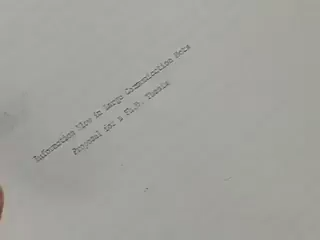 Information Flow in Large Communication Nets
Proposal for a Ph.D. Thesis